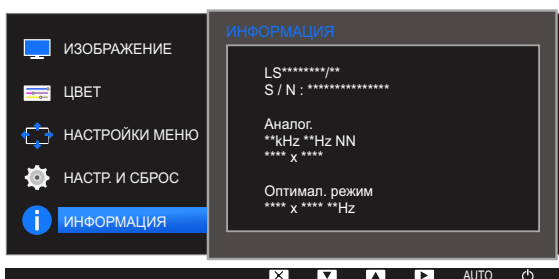 ИЗОБРАЖЕНИЕ
ЦВЕТ
НАСТРОЙКИ МЕНЮ
НАСТР. И СБРОС
ИНФОРМАЦИЯ
ИНФОРМАЦИЯ
LS********/**
S / N : ***************
Аналог.
**kHz **Hz NN
**** x ****
Оптимал. режим
**** x **** **Hz
AUTO